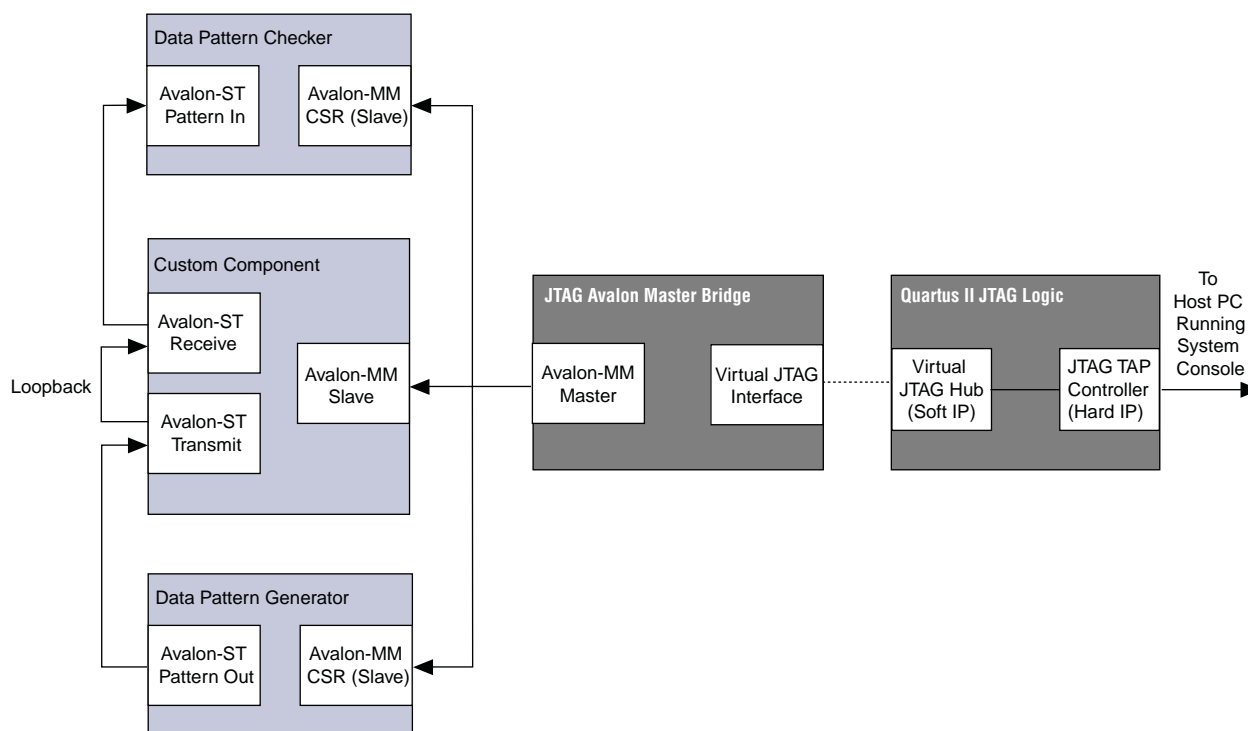 Data Pattern Checker
Avalon-ST
Pattern In
Avalon-MM
CSR (Slave)
Custom Component
Avalon-ST
Receive
Loopback
Avalon-ST
Transmit
Avalon-MM
Slave
JTAG Avalon Master Bridge
Avalon-MM
Master
Virtual JTAG
Interface
Quartus II JTAG Logic
Virtual
JTAG Hub
(Soft IP)
JTAG TAP
Controller
(Hard IP)
To
Host PC
Running
System
Console
Data Pattern Generator
Avalon-ST
Pattern Out
Avalon-MM
CSR (Slave)